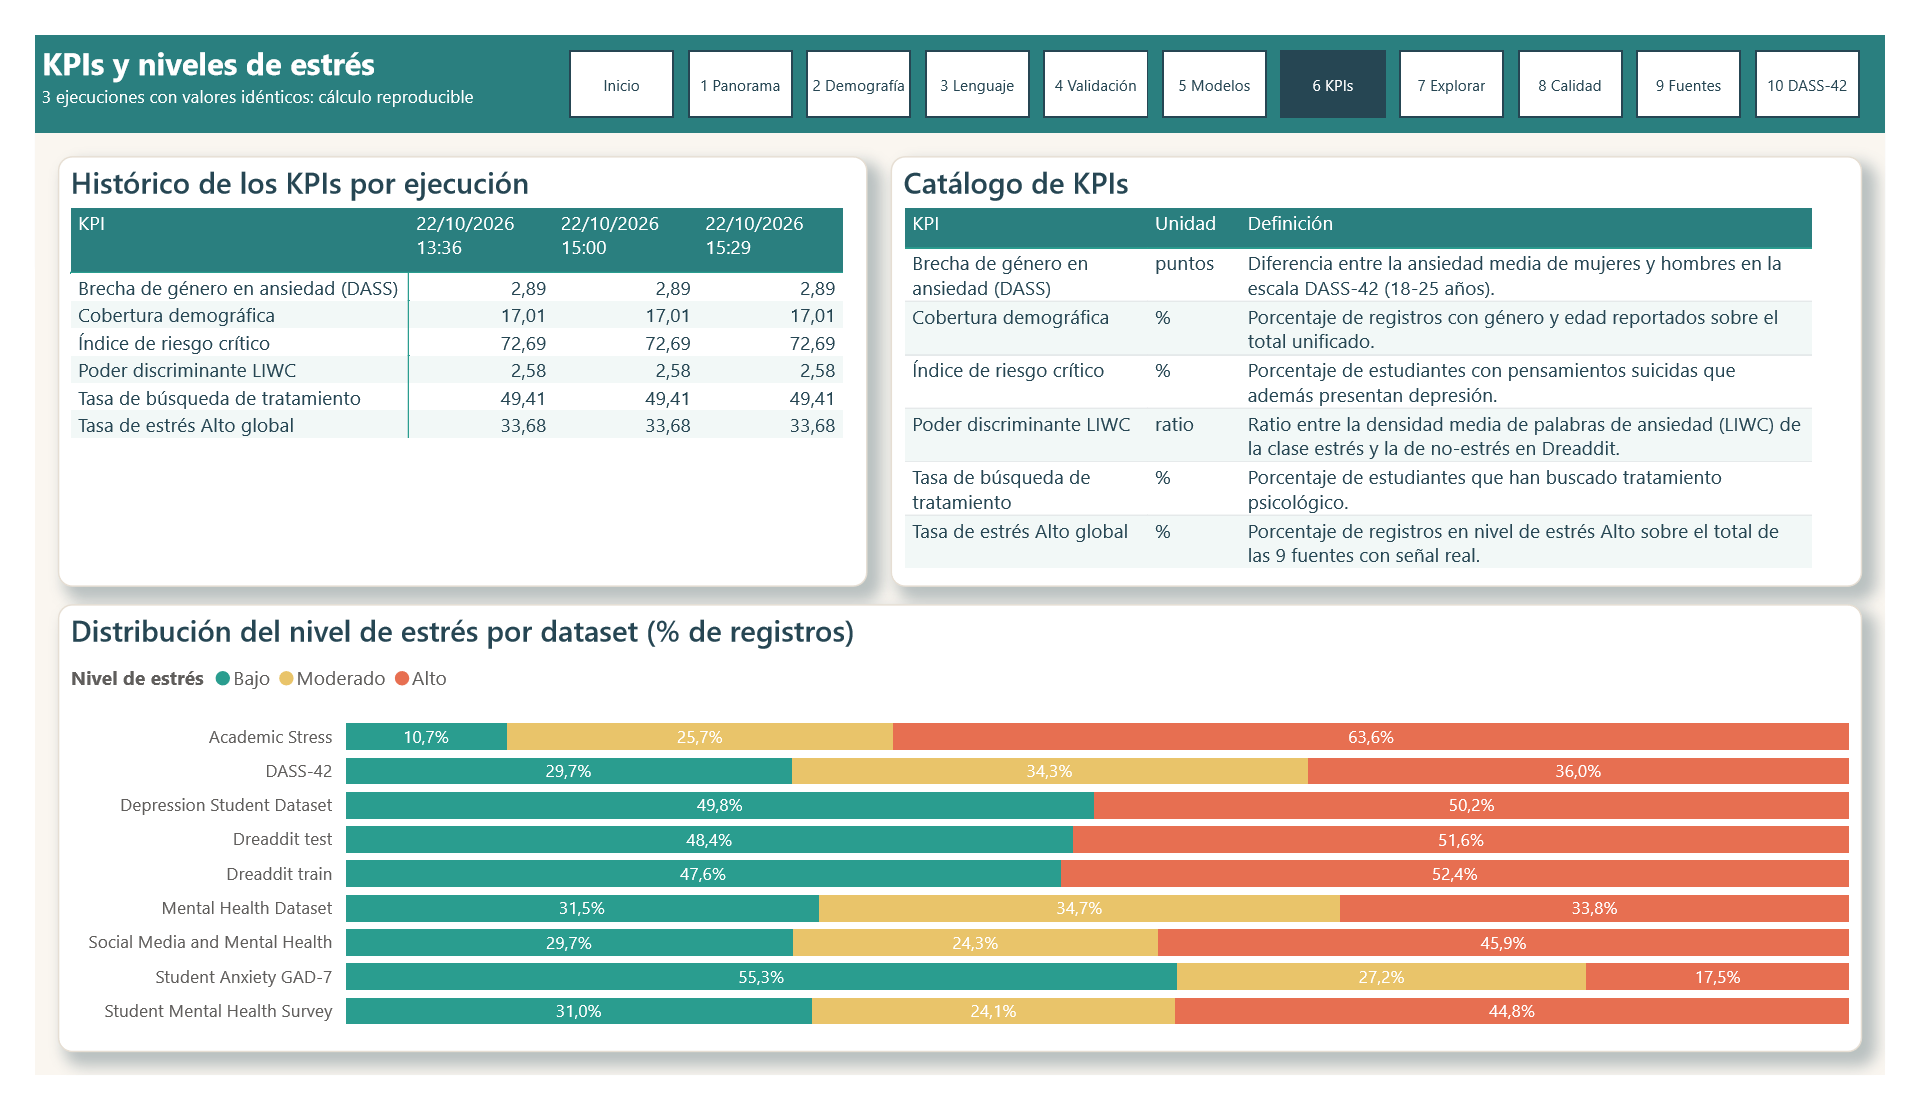 KPIs y niveles de estrés
3 ejecuciones con valores idénticos: cálculo reproducible
Inicio
1 Panorama
2 Demografía
3 Lenguaje
4 Validación
5 Modelos
6 KPIs
7 Explorar
8 Calidad
9 Fuentes
10 DASS-42
Histórico de los KPIs por ejecución
KPI 22/10/2026 22/10/2026 22/10/2026
13:36 15:00 15:29
Brecha de género en ansiedad (DASS) 2,89 2,89 2,89
Cobertura demográfica 17,01 17,01 17,01
Índice de riesgo crítico 72,69 72,69 72,69
Poder discriminante LIWC 2,58 2,58 2,58
Tasa de búsqueda de tratamiento 49,41 49,41 49,41
Tasa de estrés Alto global 33,68 33,68 33,68
Catálogo de KPIs
KPI Unidad Definición
Brecha de género en puntos Diferencia entre la ansiedad media de mujeres y hombres en la
ansiedad (DASS) escala DASS-42 (18-25 años).
Cobertura demográfica % Porcentaje de registros con género y edad reportados sobre el
total unificado.
Índice de riesgo crítico % Porcentaje de estudiantes con pensamientos suicidas que
además presentan depresión.
Poder discriminante LIWC ratio Ratio entre la densidad media de palabras de ansiedad (LIWC) de
la clase estrés y la de no-estrés en Dreaddit.
Tasa de búsqueda de % Porcentaje de estudiantes que han buscado tratamiento
tratamiento psicológico.
Tasa de estrés Alto global % Porcentaje de registros en nivel de estrés Alto sobre el total de
las 9 fuentes con señal real.
Distribución del nivel de estrés por dataset (% de registros)
Nivel de estrés Bajo Moderado Alto
Academic Stress 10,7% 25,7% 63,6%
DASS-42 29,7% 34,3% 36,0%
Depression Student Dataset 49,8% 50,2%
Dreaddit test 48,4% 51,6%
Dreaddit train 47,6% 52,4%
Mental Health Dataset 31,5% 34,7% 33,8%
Social Media and Mental Health 29,7% 24,3% 45,9%
Student Anxiety GAD-7 55,3% 27,2% 17,5%
Student Mental Health Survey 31,0% 24,1% 44,8%